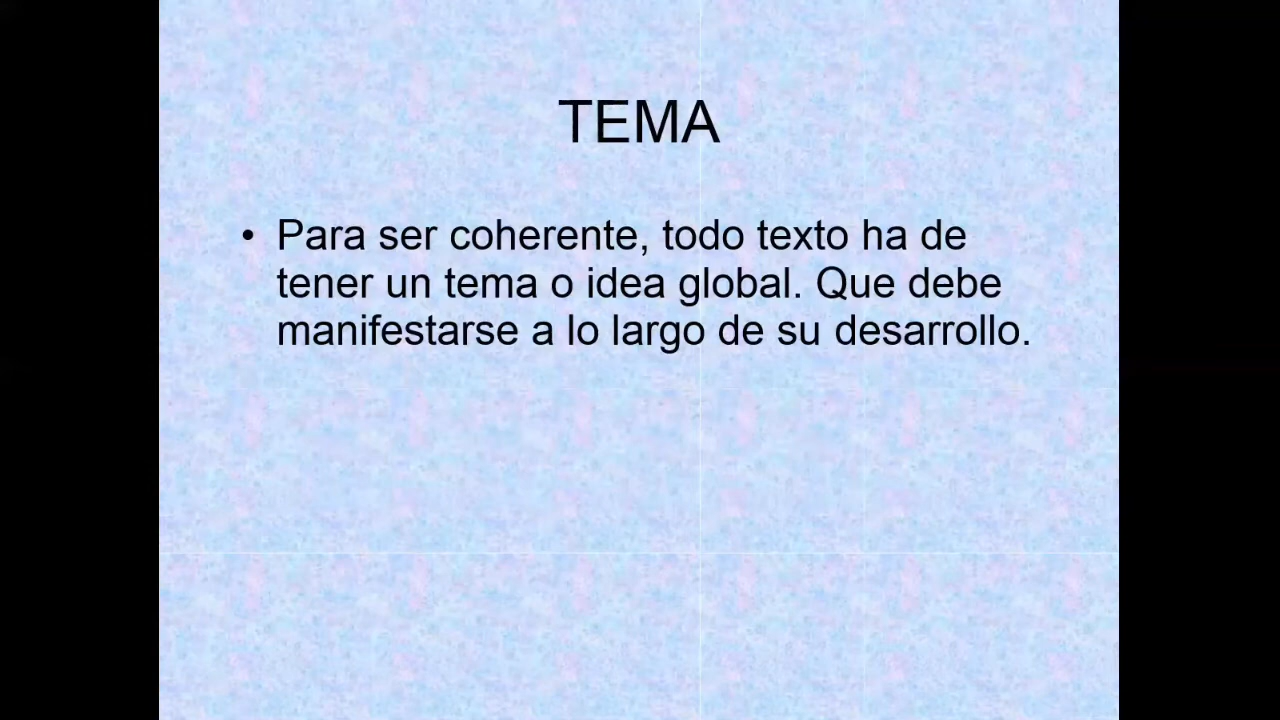 TEMA
• Para ser coherente, todo texto ha de
tener un tema o idea global. Que debe
manifestarse a lo largo de su desarrollo.